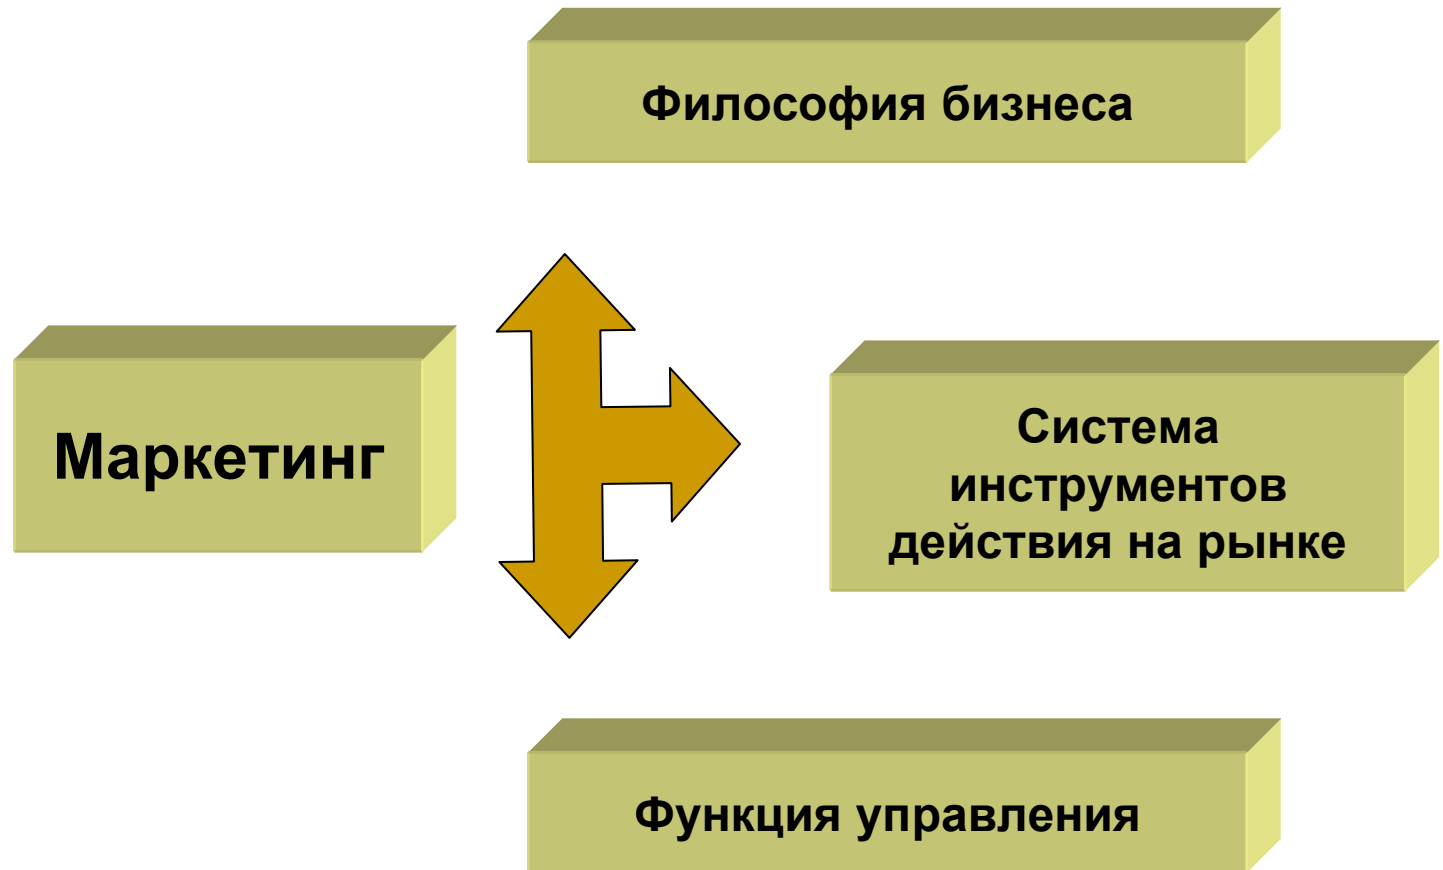 Философия бизнеса
Маркетинг
Система
инструментов
действия на рынке
Функция управления